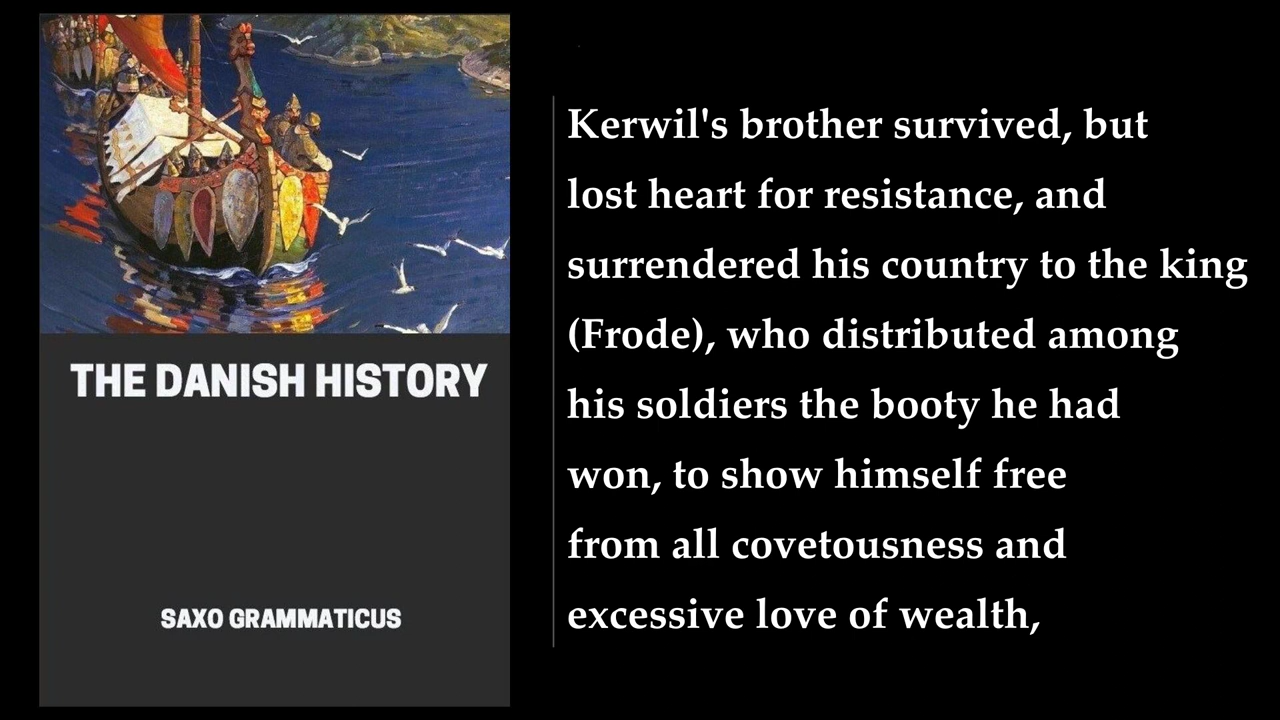 THE DANISH HISTORY
SAXO GRAMMATICUS
Kerwil's brother survived, but
lost heart for resistance, and
surrendered his country to the king
(Frode), who distributed among
his soldiers the booty he had
won, to show himself free
from all covetousness and
excessive love of wealth,